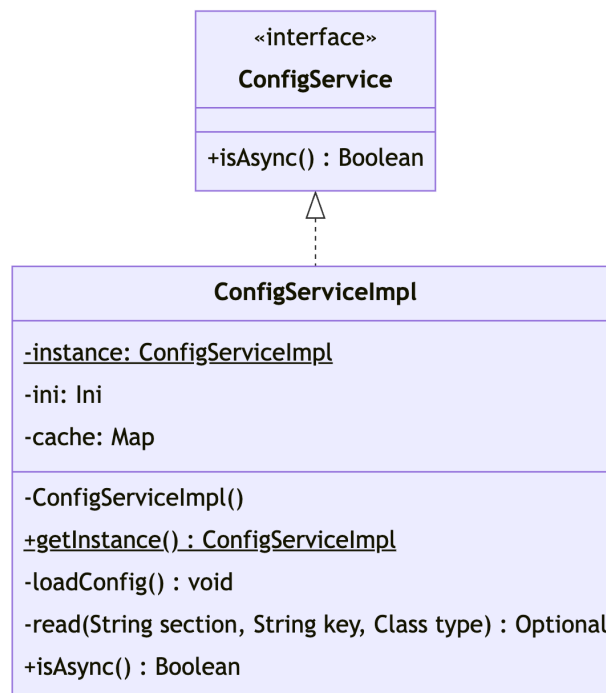 «interface»
ConfigService
+isAsync() : Boolean
ConfigServiceImpl
-instance: ConfigServiceImpl
-ini: Ini
-cache: Map
-ConfigServiceImpl()
+getInstance() : ConfigServiceImpl
-loadConfig() : void
-read(String section, String key, Class type) : Optional
+isAsync() : Boolean